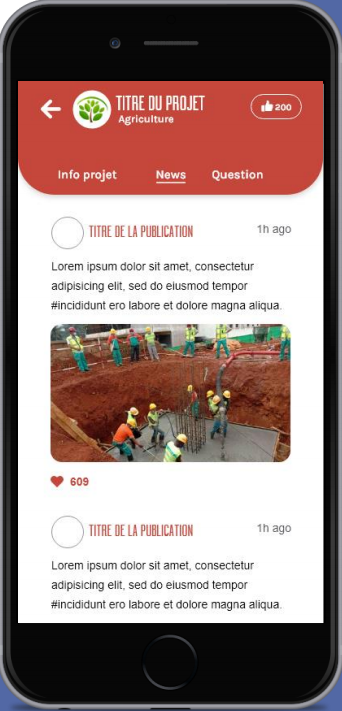 TITRE DU PROJET
Agriculture
200
Info projet News Question
TITRE DE LA PUBLICATION 1h ago
Lorem ipsum dolor sit amet, consectetur
adipisicing elit, sed do eiusmod tempor
#incididunt ero labore et dolore magna aliqua.
609
TITRE DE LA PUBLICATION 1h ago
Lorem ipsum dolor sit amet, consectetur
adipisicing elit, sed do eiusmod tempor
#incididunt ero labore et dolore magna aliqua.